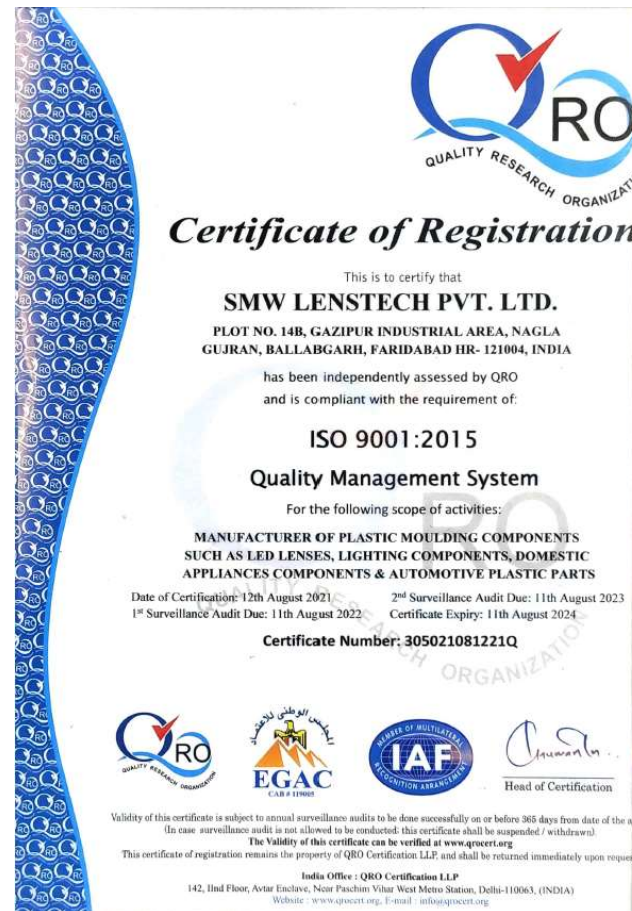 QRO
QUALITY RESEARCH
Certificate of Registration
This is to certify that
SMW LENSTECH PVT. LTD.
PLOT NO. 14B, GAZIPUR INDUSTRIAL AREA, NAGLA
GUJRAN, BALLABGARH, FARIDABAD HR- 121004, INDIA
has been independently assessed by QRO
and is compliant with the requirement of:
ISO 9001:2015
Quality Management System
For the following scope of activities:
MANUFACTURER OF PLASTIC MOULDING COMPONENTS
SUCH AS LED LENSES, LIGHTING COMPONENTS, DOMESTIC
APPLIANCES COMPONENTS & AUTOMOTIVE PLASTIC PARTS
Date of Certification: 12th August 2021 2nd Surveillance Audit Due: 11th August 2023
1st Surveillance Audit Due: 11th August 2022 Certificate Expiry: 11th August 2024
Certificate Number: 305021081221Q
QRO
QUALITY RESEARCH ORGANIZATION
المجلس الوطني للاعتماد
EGAC
CAB # 119005
MEMBER OF MULTILATERAL
IAF
RECOGNITION ARRANGEMENT
Head of Certification
Validity of this certificate is subject to annual surveillance audits to be done successfully on or before 365 days from date of the
(In case surveillance audit is not allowed to be conducted: this certificate shall be suspended / withdrawn)
The Validity of this certificate can be verified at www.qrocert.org
This certificate of registration remains the property of QRO Certification LLP, and shall be returned immediately upon
India Office : QRO Certification LLP
142, IInd Floor, Avtar Enclave, Near Paschim Vihar West Metro Station, Delhi-110063, (INDIA)
Website : www.qrocert.org, E-mail : info@qrocert.org